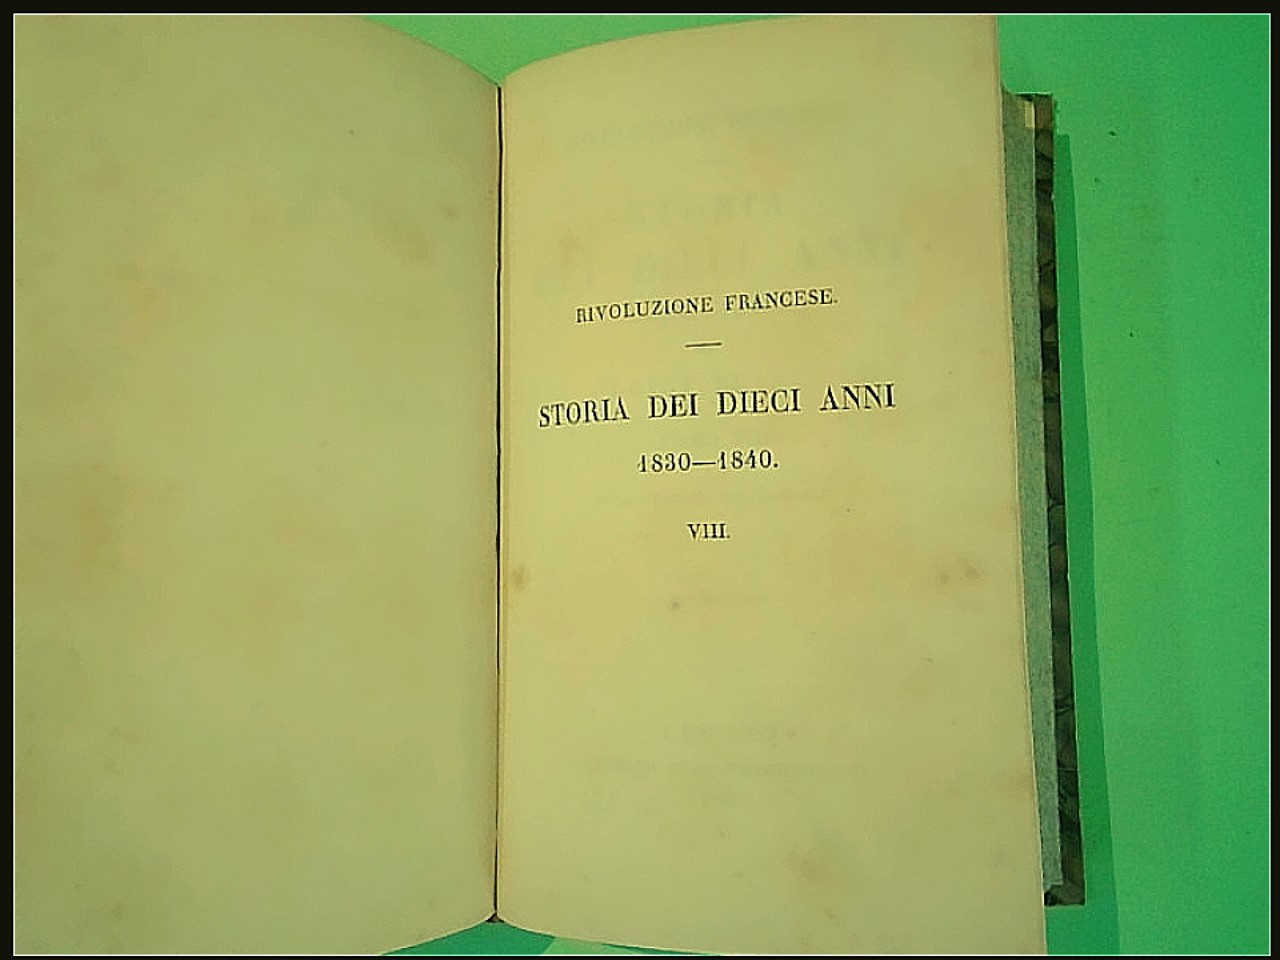 RIVOLUZIONE FRANCESE.
STORIA DEI DIECI ANNI
1830—1840.
VIII.